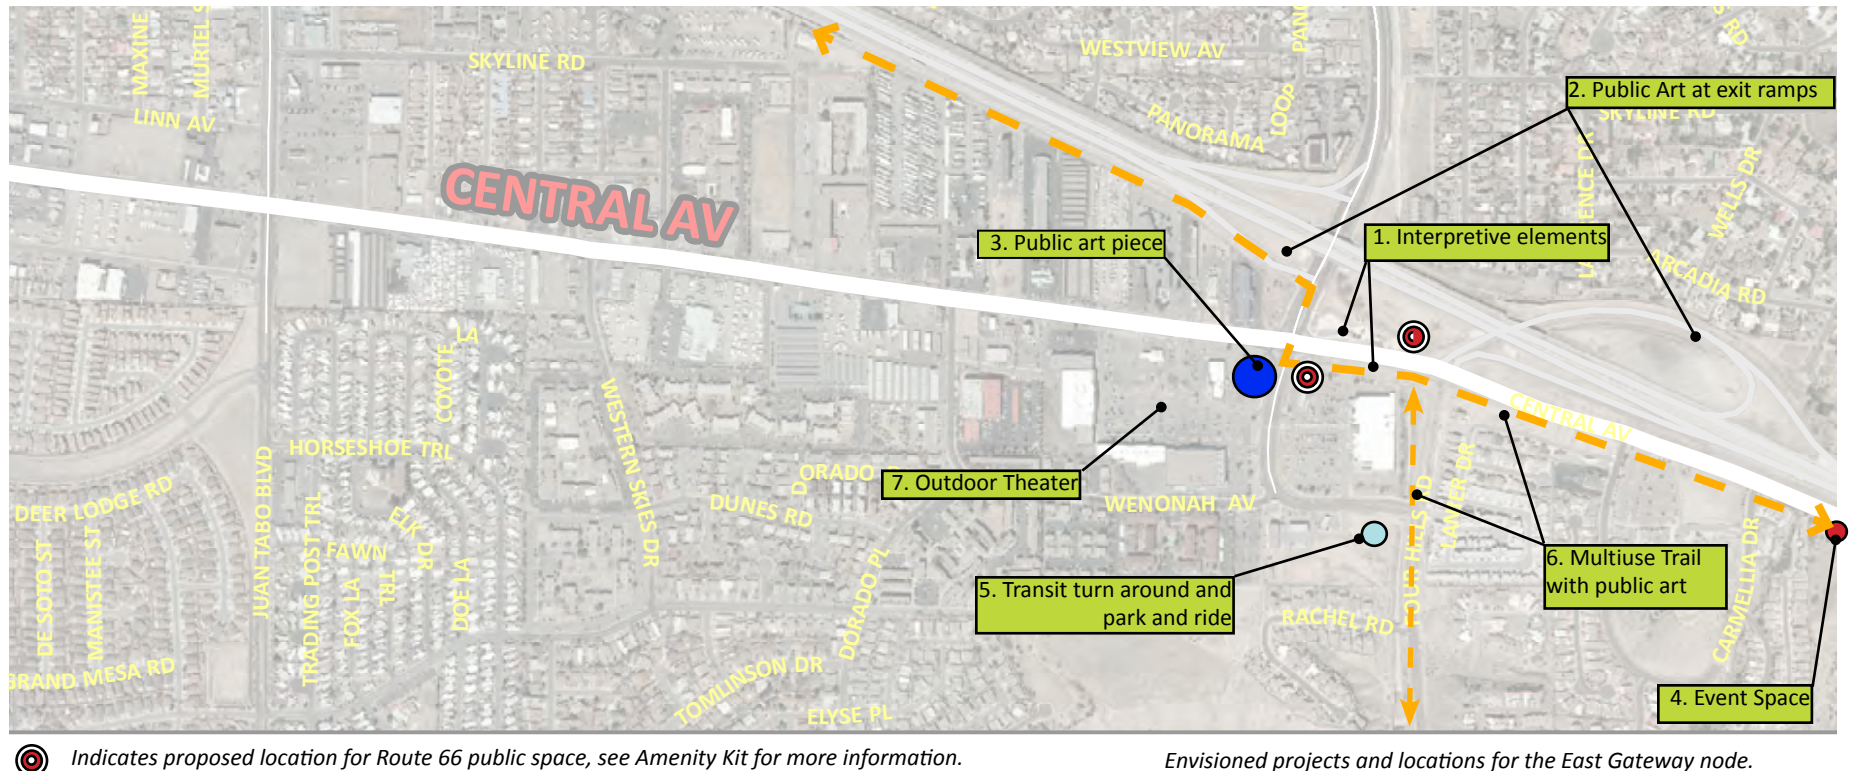 MAXINE
MURIEL S
SKYLINE RD
LINN AV
WESTVIEW AV
PANO
S RD
PANORAMA
LOOP
2. Public Art at exit ramps
SKYLINE RD
WELLS DR
ARCADIA RD
CENTRAL AV
3. Public art piece
1. Interpretive elements
COYOTE
LA
WESTERN SKIES DR
HORSESHOE TRL
JUAN TABO BLVD
TRADING POST TRL
ELK DR
FAWN
TRL
FOX LA
DOE LA
DEER LODGE RD
DE SOTO ST
MANISTEE ST
GRAND MESA RD
DUNES RD
DORADO PL
7. Outdoor Theater
WENONAH AV
CENTRAL AV
LANIER DR
5. Transit turn around and
park and ride
6. Multiuse Trail
with public art
RACHEL RD
CARMELLIA DR
TOMLINSON DR
ELYSE PL
4. Event Space
Indicates proposed location for Route 66 public space, see Amenity Kit for more information.
Envisioned projects and locations for the East Gateway node.